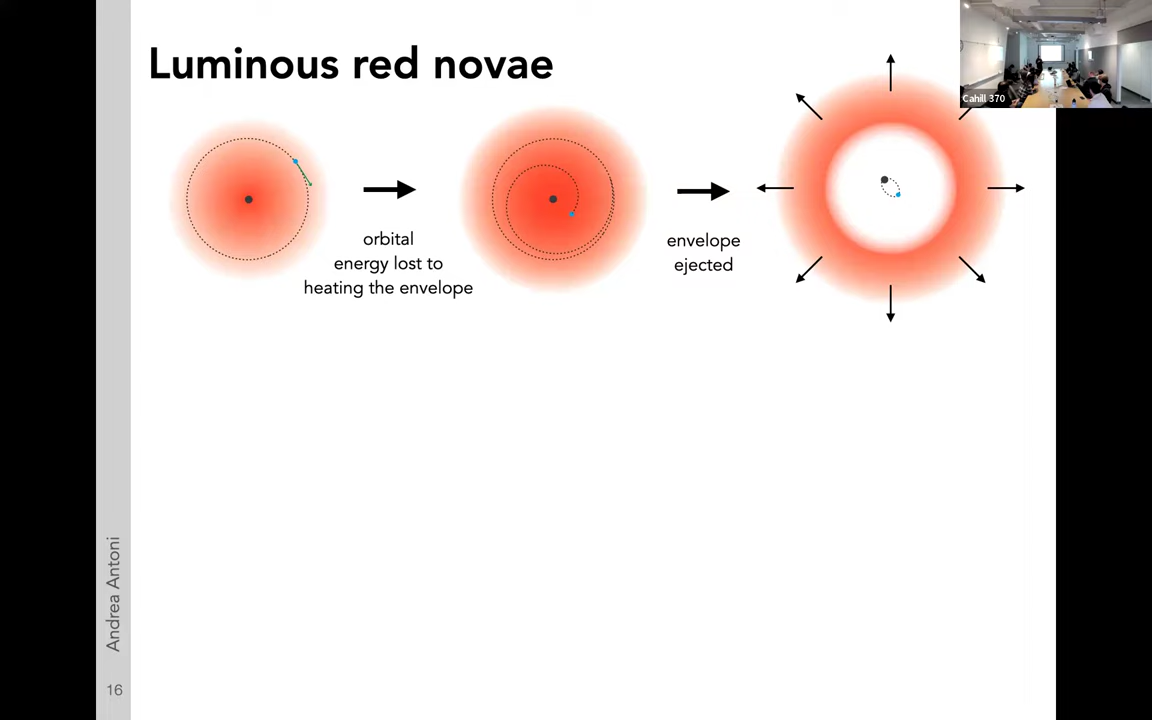 Luminous red novae
Cahill 370
orbital
energy lost to
heating the envelope
envelope
ejected
Andrea Antoni
16